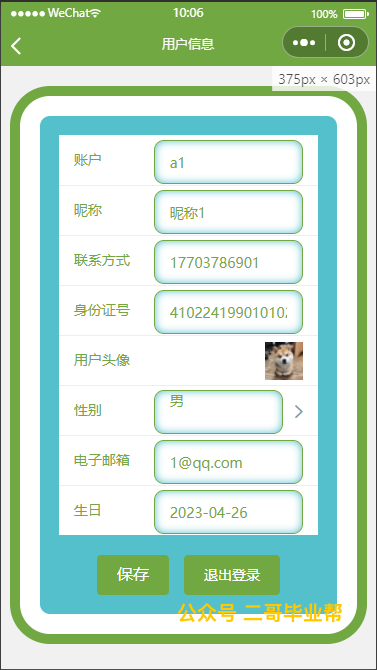 WeChat 10:06 100%
用户信息
375px × 603px
账户 a1
昵称 昵称1
联系方式 17703786901
身份证号 41022419901010
用户头像
性别 男
电子邮箱 1@qq.com
生日 2023-04-26
保存 退出登录
公众号 二哥毕业帮